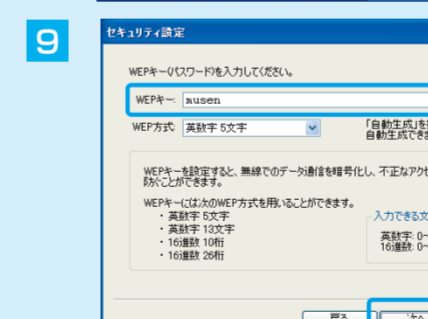 9
セキュリティ設定
WEPキー(パスワード)を入力してください。
WEPキー: musen
WEP方式: 英数字 5文字
「自動生成」を
自動生成でき
WEPキーを設定すると、無線でのデータ通信を暗号化し、不正なアクセ
防ぐことができます。
WEPキーには次のWEP方式を用いることができます。
・英数字 5文字
・英数字 13文字
・16進数 10桁
・16進数 26桁
入力できる文
英数字: 0~
16進数: 0~
戻る
次へ